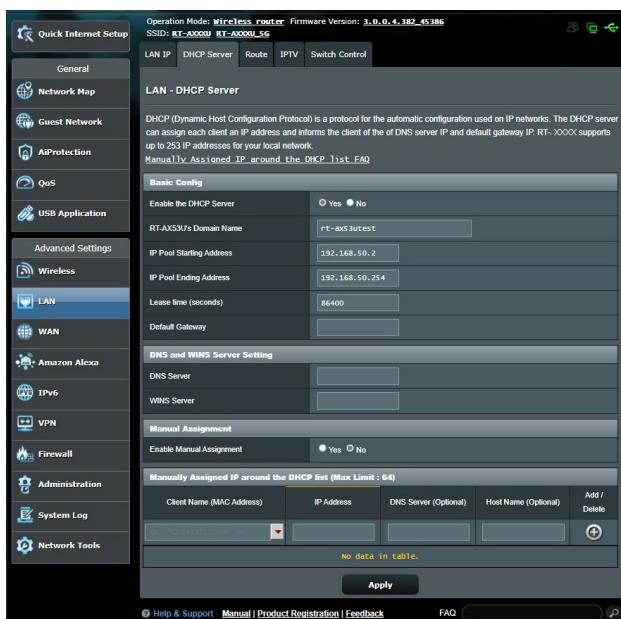 Operation Mode: Wireless router Firmware Version: 3.0.0.4.382_45386
SSID: RT-AXXXU RT-AXXXU_5G
Quick Internet Setup
General
Network Map
Guest Network
AiProtection
QoS
USB Application
Advanced Settings
Wireless
LAN
WAN
Amazon Alexa
IPv6
VPN
Firewall
Administration
System Log
Network Tools
LAN IP DHCP Server Route IPTV Switch Control
LAN - DHCP Server
DHCP (Dynamic Host Configuration Protocol) is a protocol for the automatic configuration used on IP networks. The DHCP server
can assign each client an IP address and informs the client of the of DNS server IP and default gateway IP. RT-XXXX supports
up to 253 IP addresses for your local network.
Manually Assigned IP around the DHCP list FAQ
Basic Config
Enable the DHCP Server Yes No
RT-AX53U's Domain Name rt-ax53utest
IP Pool Starting Address 192.168.50.2
IP Pool Ending Address 192.168.50.254
Lease time (seconds) 86400
Default Gateway
DNS and WINS Server Setting
DNS Server
WINS Server
Manual Assignment
Enable Manual Assignment Yes No
Manually Assigned IP around the DHCP list (Max Limit : 64)
Client Name (MAC Address) IP Address DNS Server (Optional) Host Name (Optional) Add / Delete
No data in table.
Apply
Help & Support Manual | Product Registration | Feedback FAQ